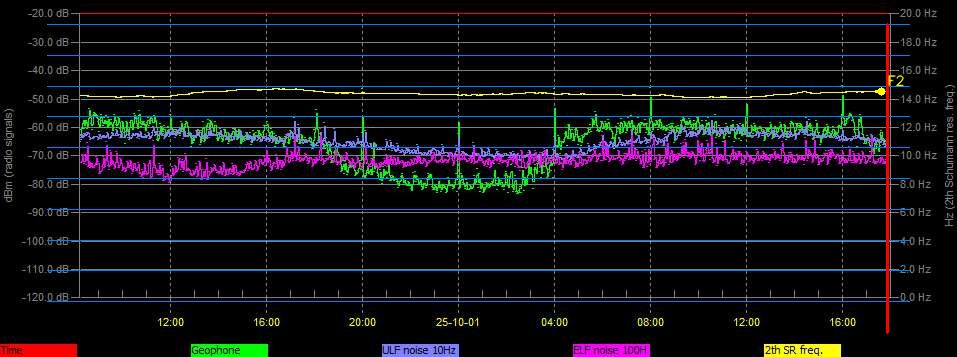 -20.0 dB 20.0 Hz
-30.0 dB 18.0 Hz
-40.0 dB 16.0 Hz
F2
-50.0 dB 14.0 Hz
-60.0 dB 12.0 Hz
-70.0 dB 10.0 Hz
-80.0 dB 8.0 Hz
-90.0 dB 6.0 Hz
-100.0 dB 4.0 Hz
-110.0 dB 2.0 Hz
-120.0 dB 0.0 Hz
dBm (radio signals)
Hz (2th Schumann res. freq.)
12:00 16:00 20:00 25-10-01 04:00 08:00 12:00 16:00
Time Geophone ULF noise 10Hz ELF noise 100H 2th SR freq.